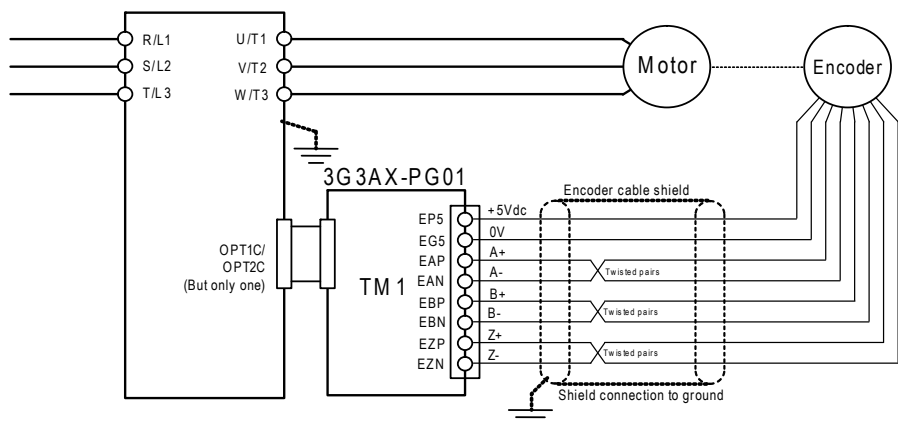 R/L1
S/L2
T/L3
U/T1
V/T2
W/T3
Motor
Encoder
3G3AX-PG01
Encoder cable shield
OPT1C/
OPT2C
(But only one)
TM1
EP5
EG5
EAP
EAN
EBP
EBN
EZP
EZN
+5Vdc
0V
A+
A-
B+
B-
Z+
Z-
Twisted pairs
Twisted pairs
Twisted pairs
Shield connection to ground